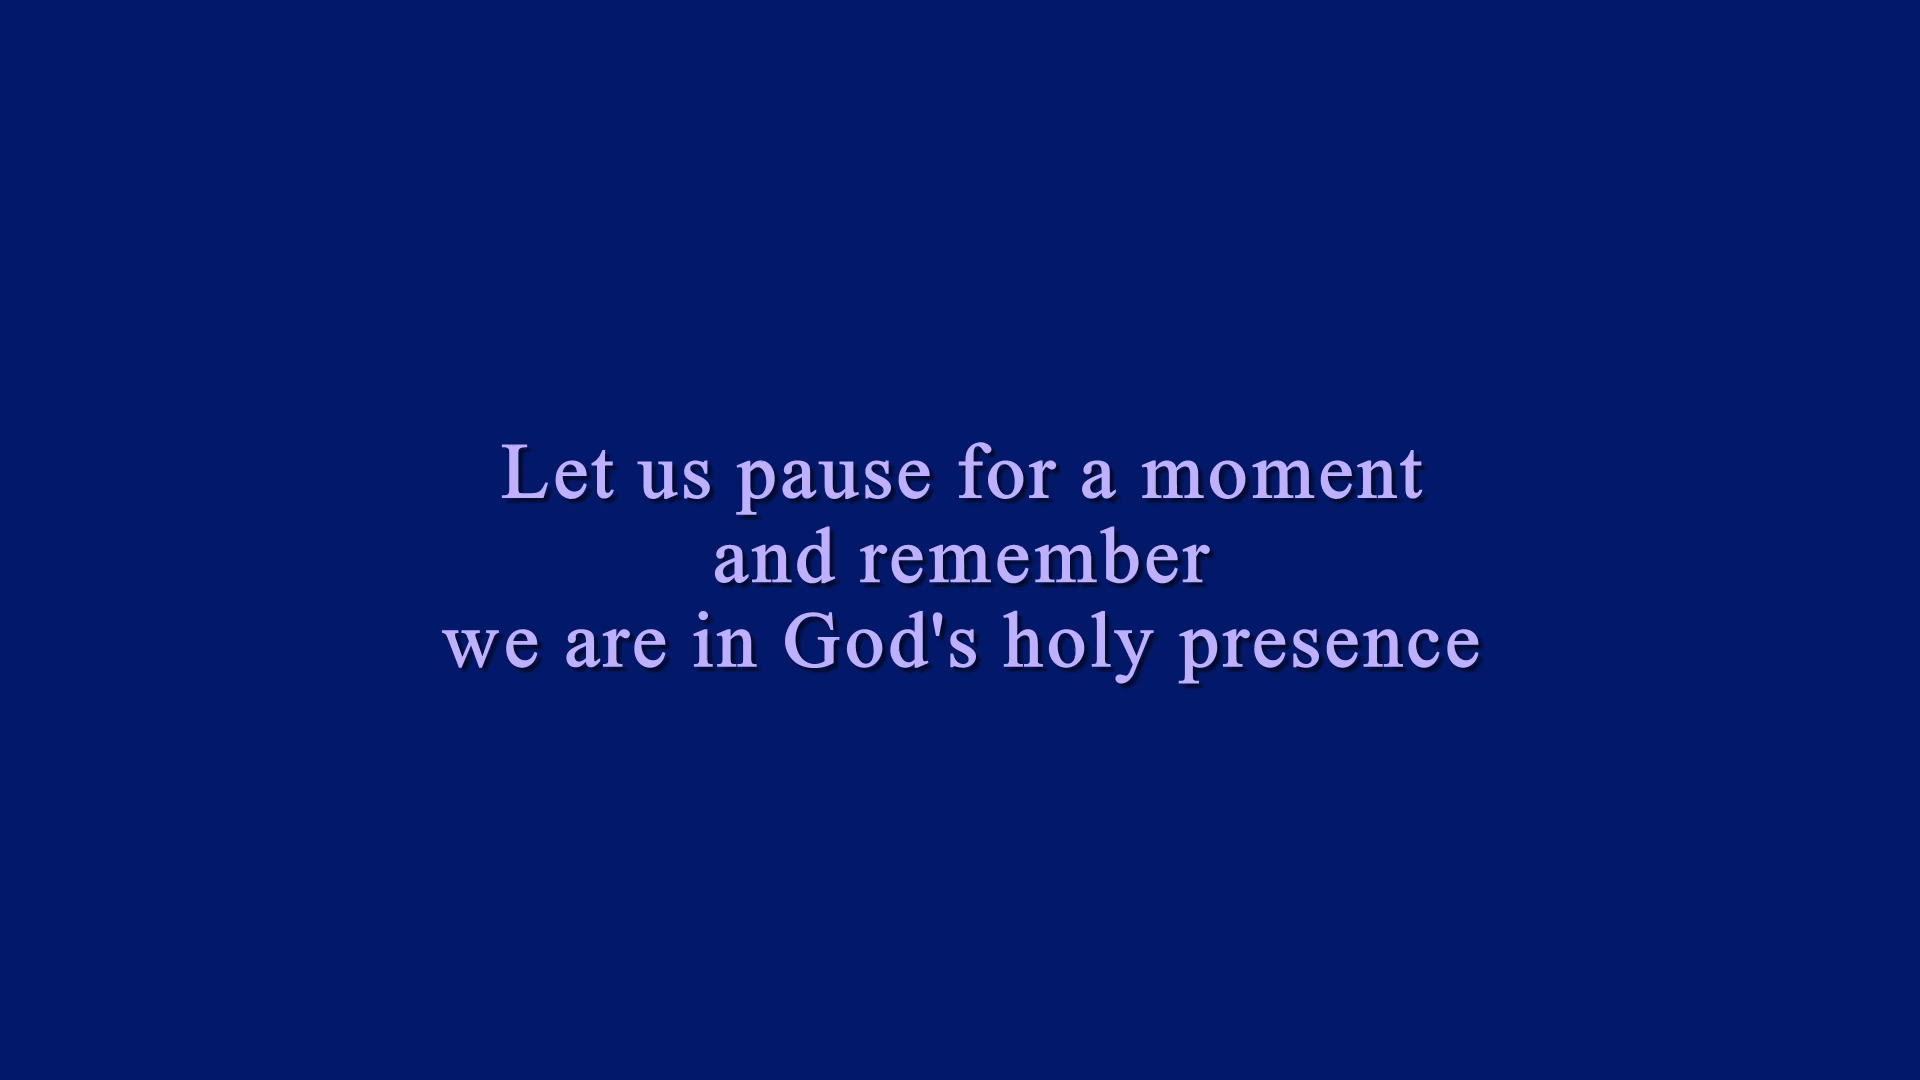 Let us pause for a moment
and remember
we are in God's holy presence